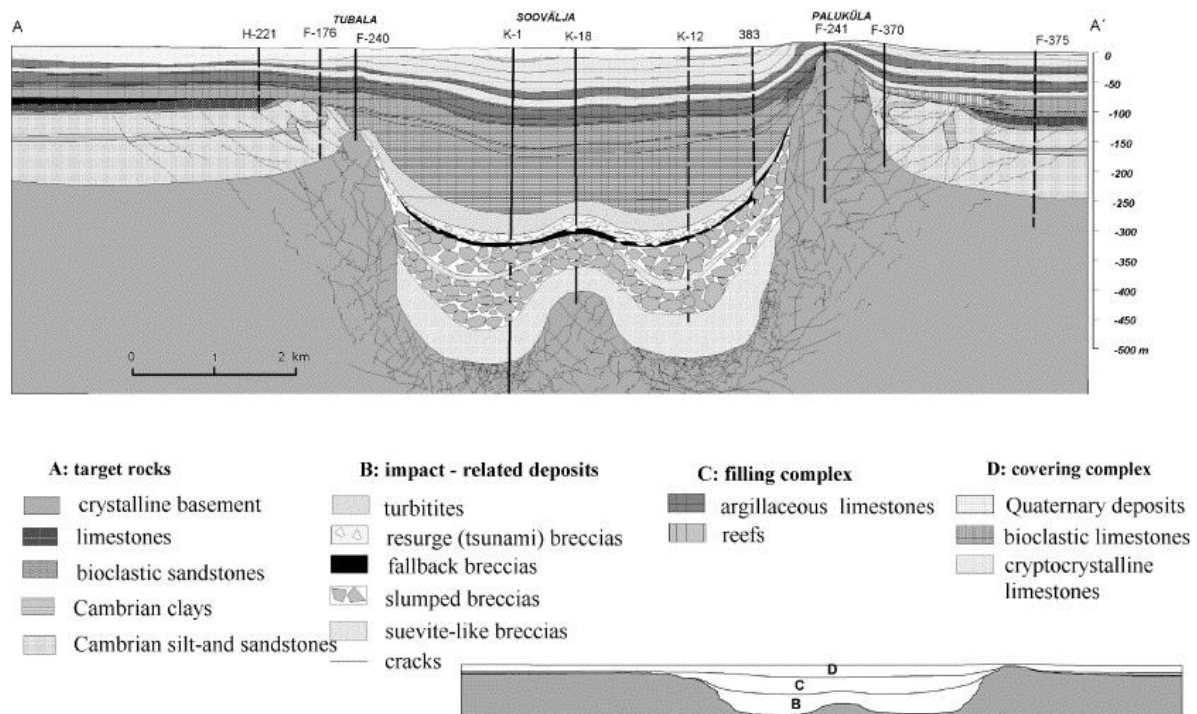 A TUBALA SOOVÄLJA PALUKÜLA A´
H-221 F-176 F-240 K-1 K-18 K-12 383 F-241 F-370 F-375
0
-50
-100
-150
-200
-250
-300
-350
-400
-450
-500 m
0 1 2 km
A: target rocks
crystalline basement
limestones
bioclastic sandstones
Cambrian clays
Cambrian silt-and sandstones
B: impact - related deposits
turbitites
resurge (tsunami) breccias
fallback breccias
slumped breccias
suevite-like breccias
cracks
C: filling complex
argillaceous limestones
reefs
D: covering complex
Quaternary deposits
bioclastic limestones
cryptocrystalline
limestones
D
C
B